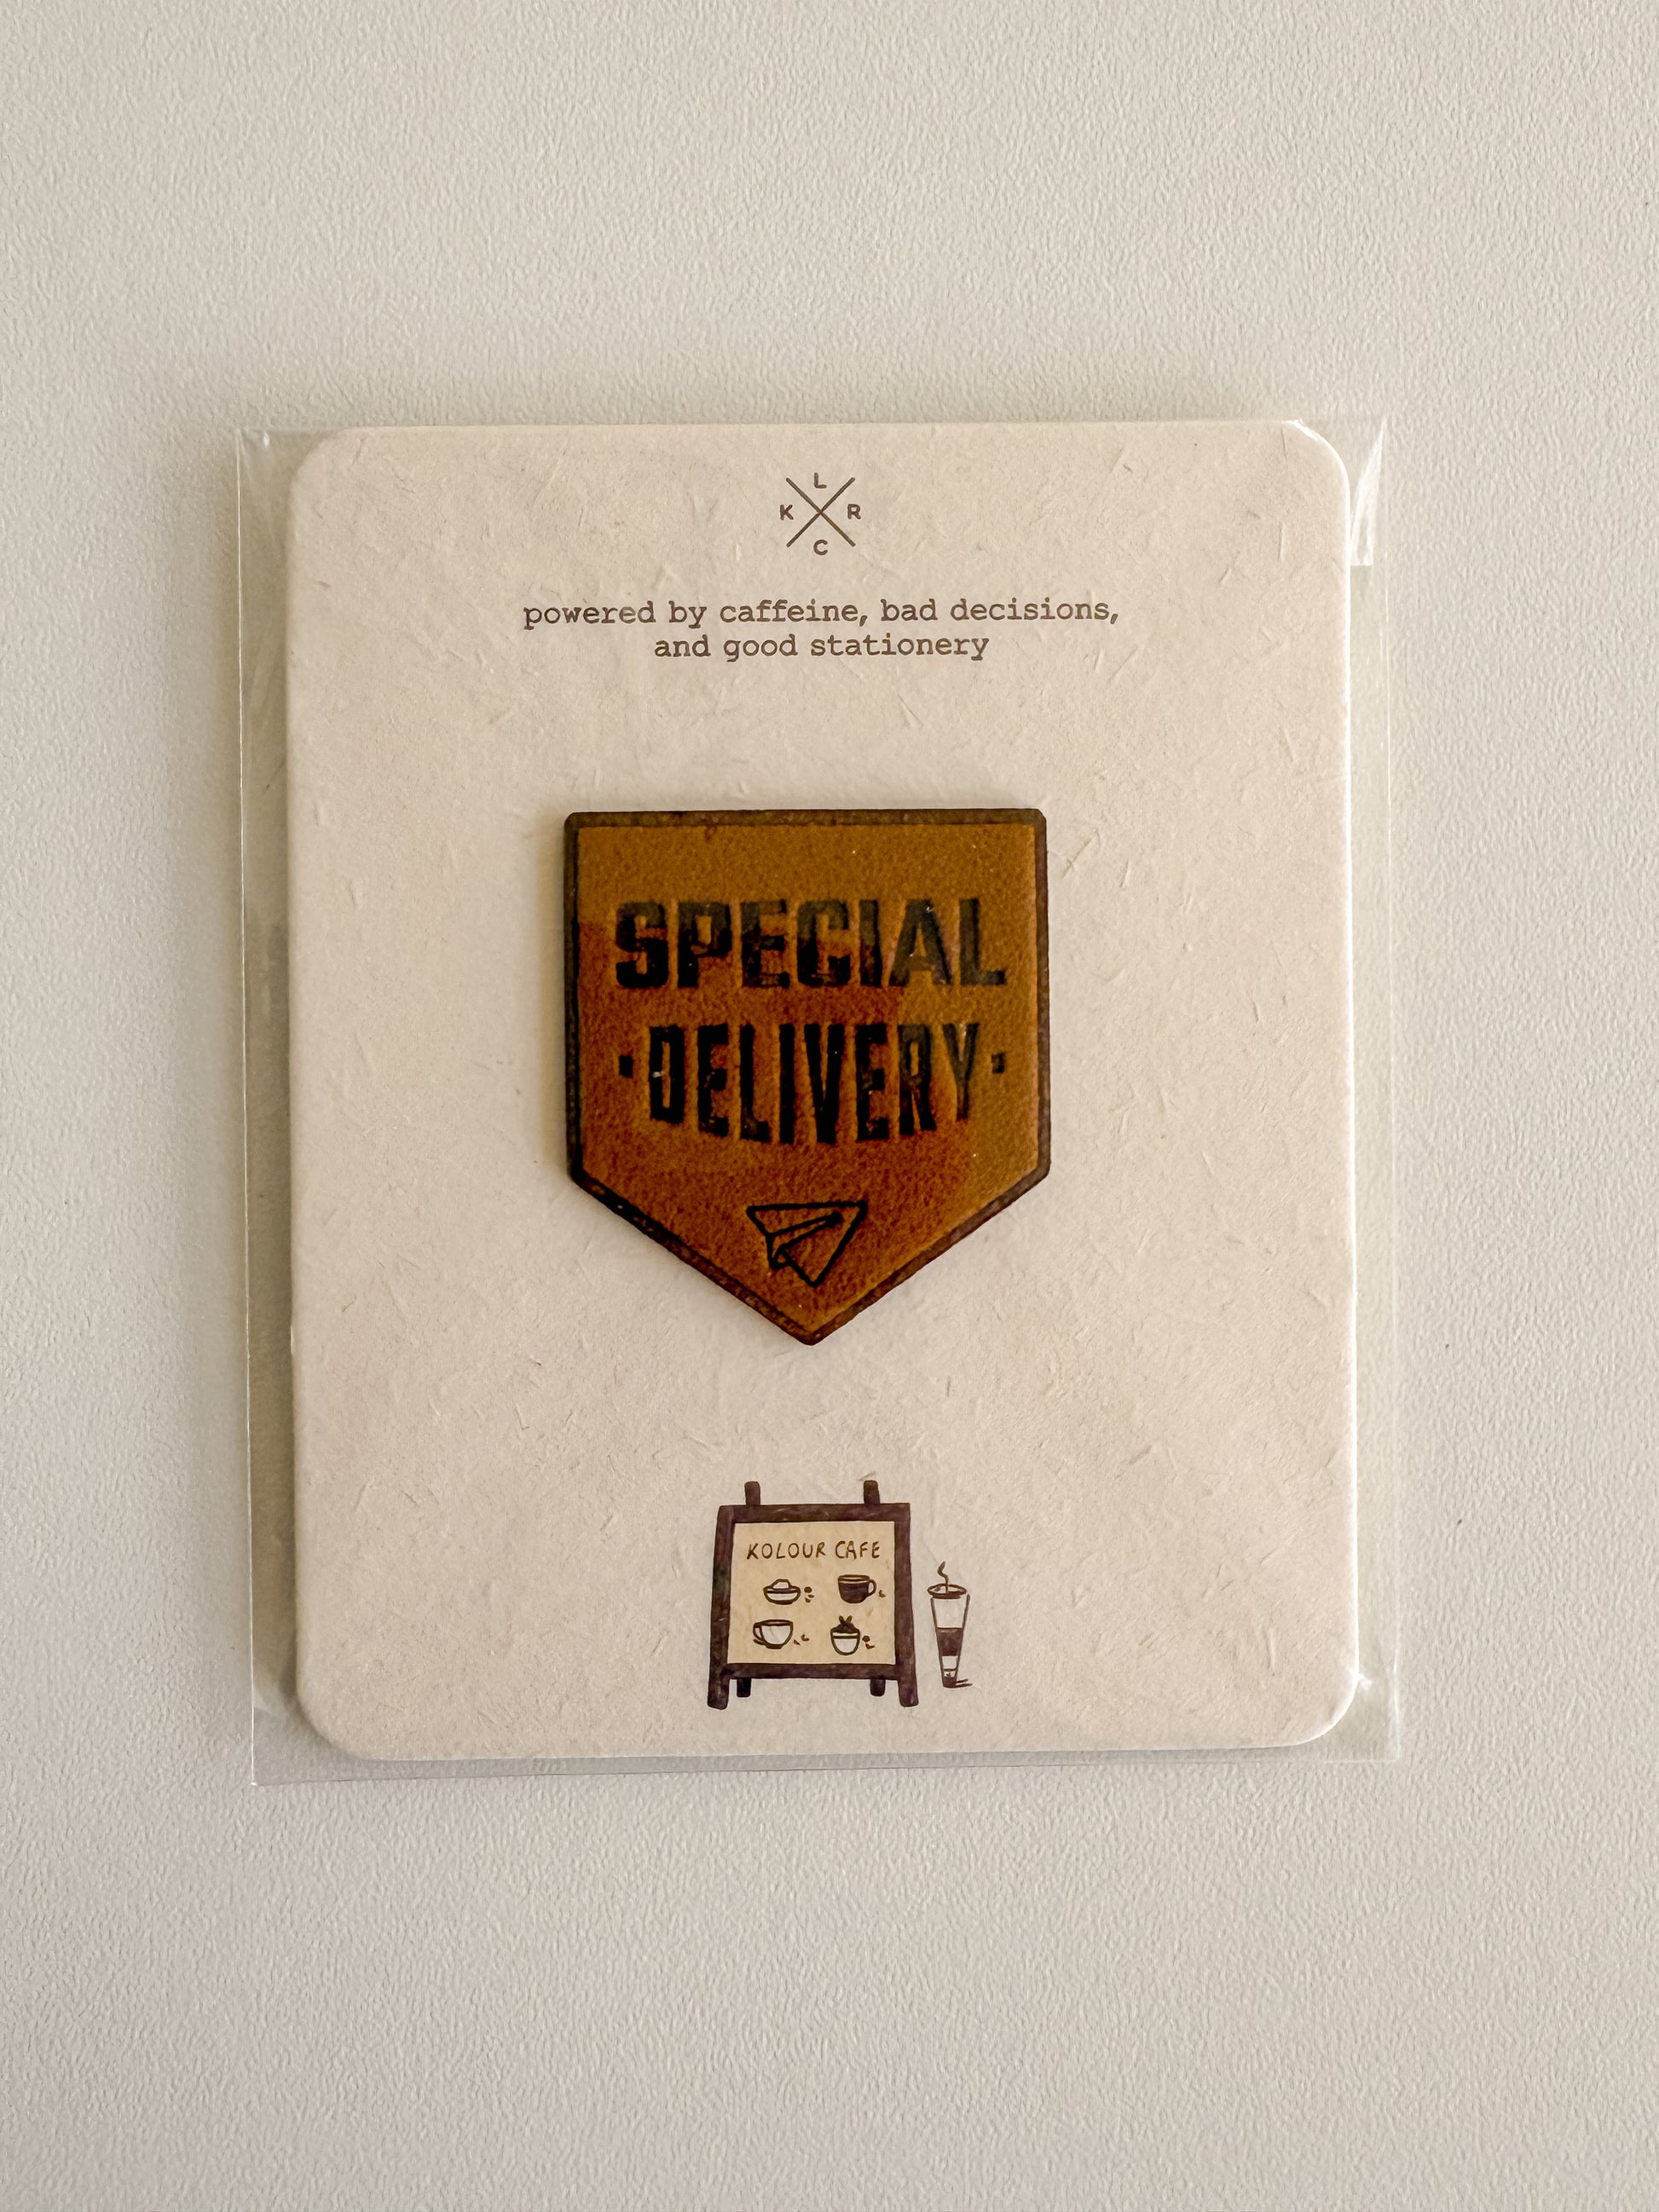 L
K R
C
powered by caffeine, bad decisions,
and good stationery
SPECIAL
·DELIVERY·
KOLOUR CAFE